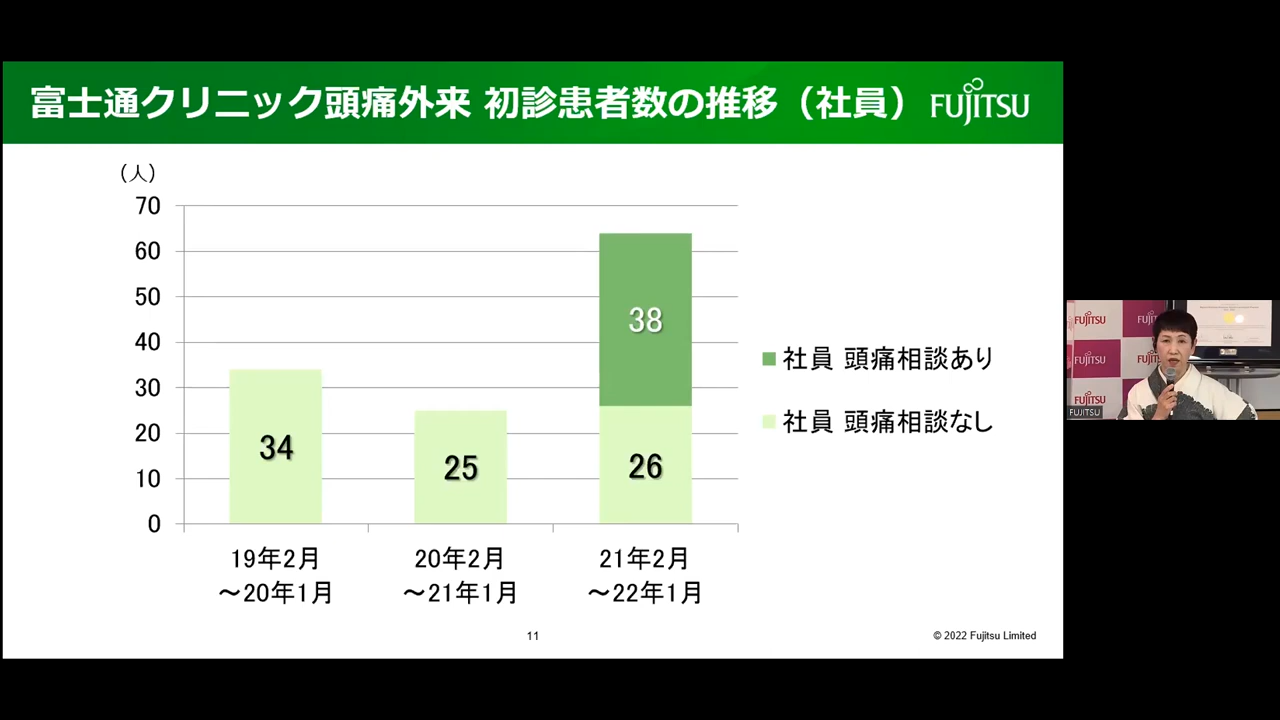 富士通クリニック頭痛外来 初診患者数の推移（社員）
FUJITSU
（人）
70
60
50
40
30
20
10
0
34
25
38
26
社員 頭痛相談あり
社員 頭痛相談なし
19年2月
～20年1月
20年2月
～21年1月
21年2月
～22年1月
11
© 2022 Fujitsu Limited
FUJITSU
FUJITSU
FUJITSU
FUJITSU